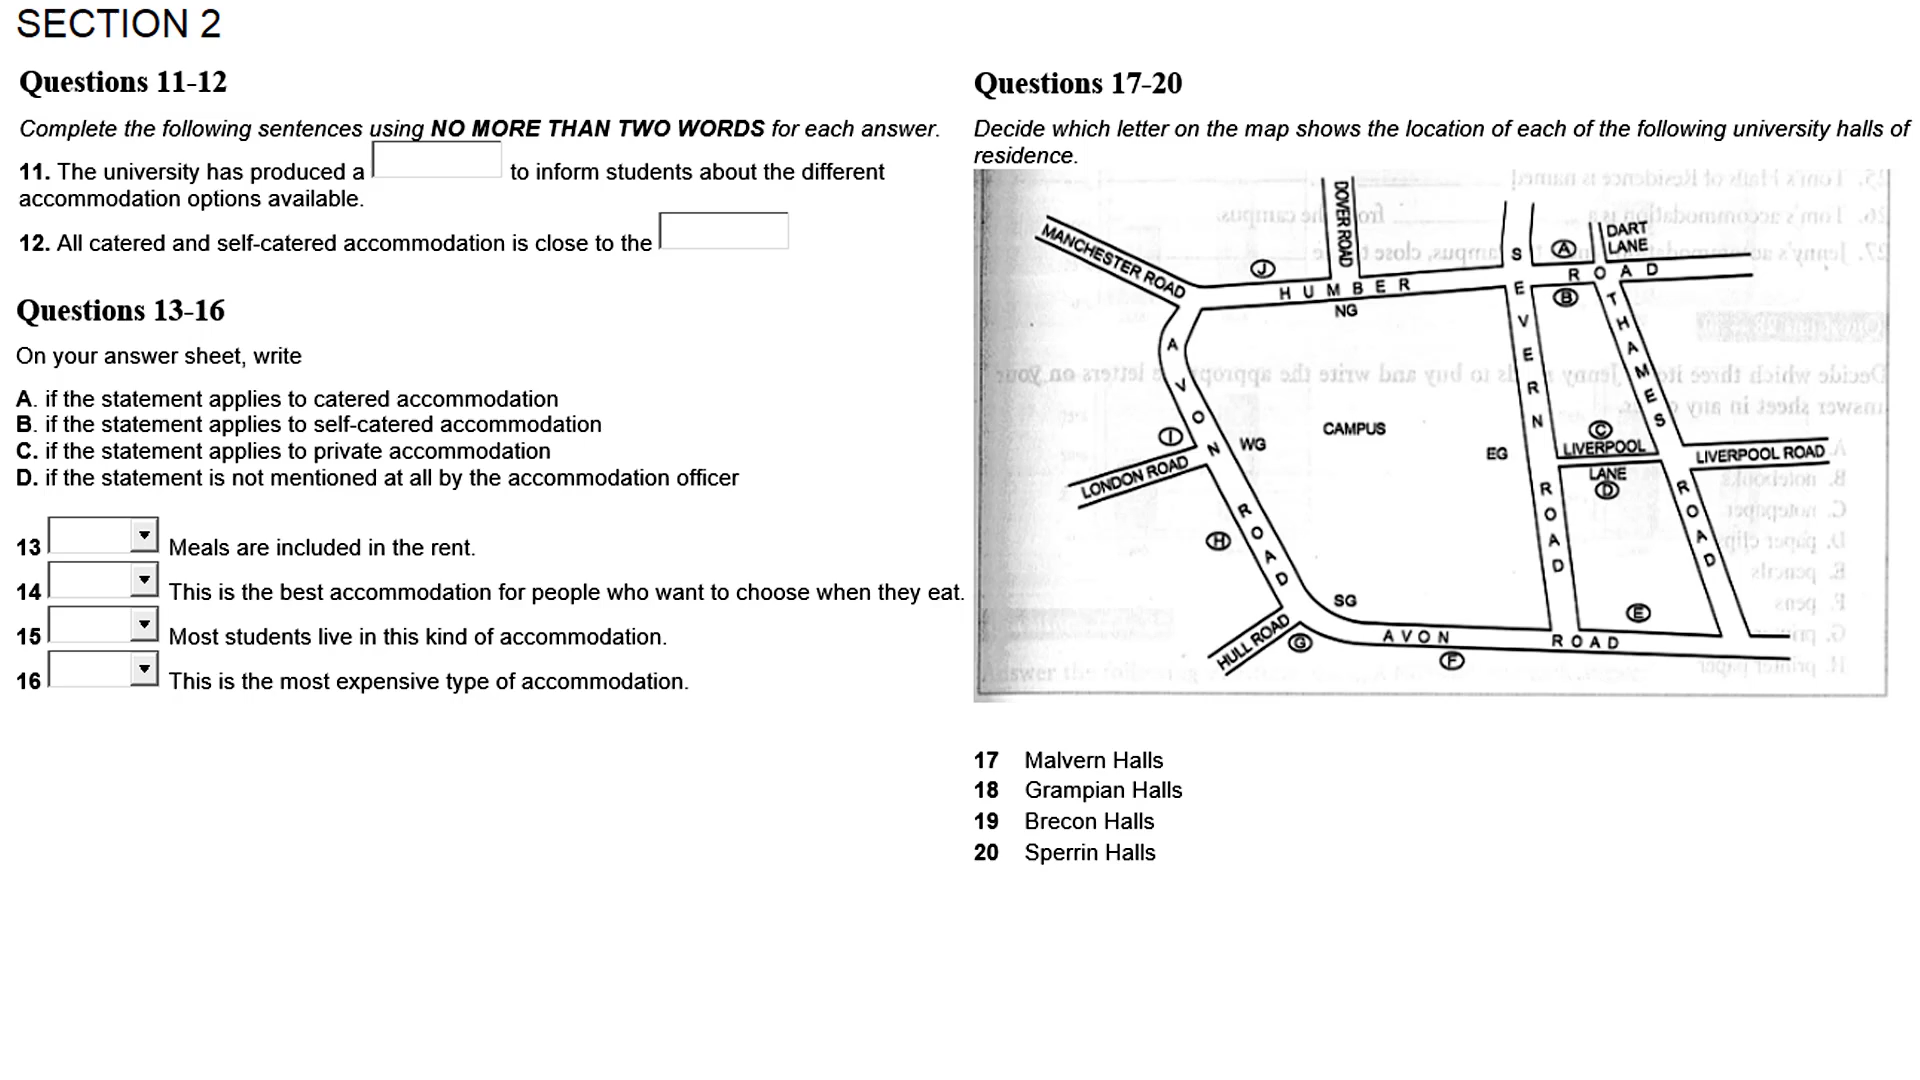 SECTION 2
Questions 11-12
Complete the following sentences using NO MORE THAN TWO WORDS for each answer.
11. The university has produced a to inform students about the different
accommodation options available.
12. All catered and self-catered accommodation is close to the
Questions 13-16
On your answer sheet, write
A. if the statement applies to catered accommodation
B. if the statement applies to self-catered accommodation
C. if the statement applies to private accommodation
D. if the statement is not mentioned at all by the accommodation officer
13 Meals are included in the rent.
14 This is the best accommodation for people who want to choose when they eat.
15 Most students live in this kind of accommodation.
16 This is the most expensive type of accommodation.
Questions 17-20
Decide which letter on the map shows the location of each of the following university halls of
residence.
MANCHESTER ROAD
DOVER ROAD
DART
LANE
A
J
HUMBER ROAD
B
NG
SEVERN ROAD
THAMES ROAD
AVON ROAD
I
WG
CAMPUS
EG
C
LIVERPOOL
LANE
D
LIVERPOOL ROAD
LONDON ROAD
H
SG
E
HULL ROAD
G
AVON ROAD
F
17 Malvern Halls
18 Grampian Halls
19 Brecon Halls
20 Sperrin Halls